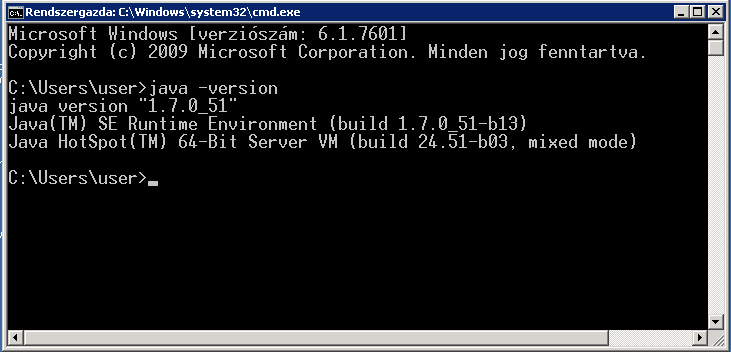 Rendszergazda: C:\Windows\system32\cmd.exe
Microsoft Windows [verziószám: 6.1.7601]
Copyright (c) 2009 Microsoft Corporation. Minden jog fenntartva.
C:\Users\user>java -version
java version "1.7.0_51"
Java(TM) SE Runtime Environment (build 1.7.0_51-b13)
Java HotSpot(TM) 64-Bit Server VM (build 24.51-b03, mixed mode)
C:\Users\user>